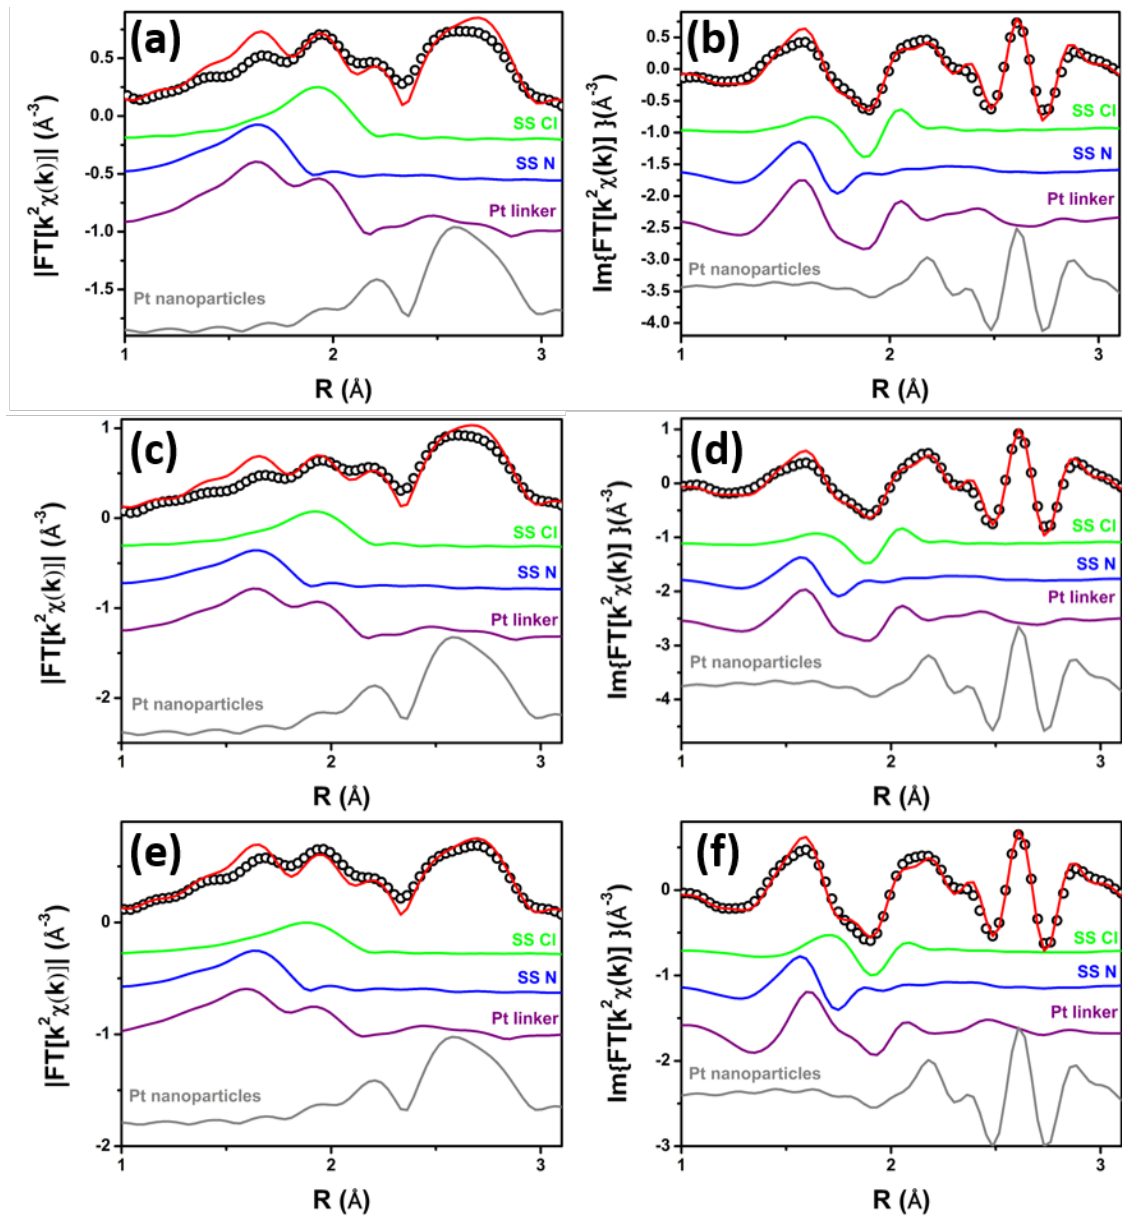 (a)
|FT[k²χ(k)]| (Å⁻³)
0.5
0.0
-0.5
-1.0
-1.5
SS Cl
SS N
Pt linker
Pt nanoparticles
1
2
3
R (Å)
(b)
Im{FT[k²χ(k)] }(Å⁻³)
0.5
0.0
-0.5
-1.0
-1.5
-2.0
-2.5
-3.5
-4.0
SS Cl
SS N
Pt linker
Pt nanoparticles
1
2
3
R (Å)
(c)
|FT[k²χ(k)]| (Å⁻³)
1
0
-1
-2
SS Cl
SS N
Pt linker
Pt nanoparticles
1
2
3
R (Å)
(d)
Im{FT[k²χ(k)] }(Å⁻³)
1
0
-1
-2
-3
-4
SS Cl
SS N
Pt linker
Pt nanoparticles
1
2
3
R (Å)
(e)
|FT[k²χ(k)]| (Å⁻³)
0
-1
-2
SS Cl
SS N
Pt linker
Pt nanoparticles
1
2
3
R (Å)
(f)
Im{FT[k²χ(k)] }(Å⁻³)
0
-1
-2
-3
SS Cl
SS N
Pt linker
Pt nanoparticles
1
2
3
R (Å)